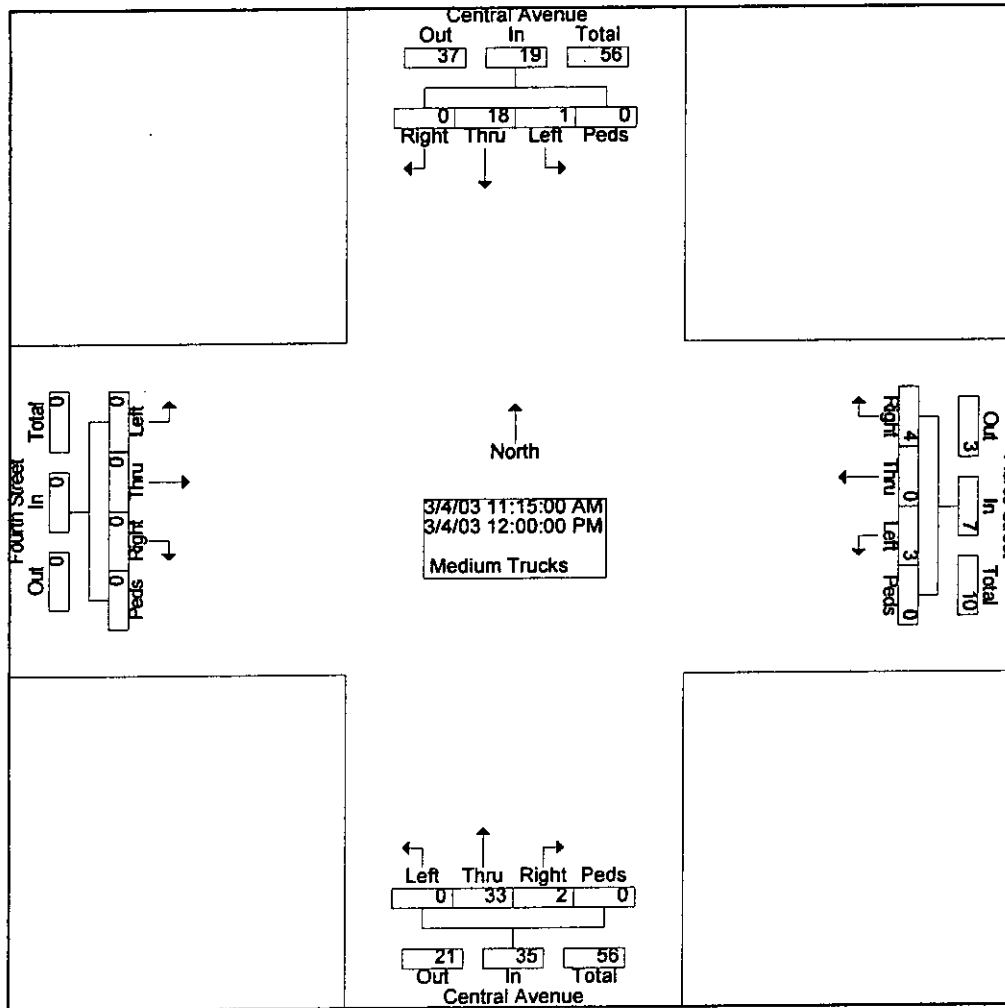 Central Avenue
Out In Total
37 19 56
0 18 1 0
Right Thru Left Peds
Fourth Street
Total In Out
0 0 0
0 0 0 0
Left Thru Right Peds
North
3/4/03 11:15:00 AM
3/4/03 12:00:00 PM
Medium Trucks
Right Thru Left Peds
4 0 3 0
Out In Total
3 7 10
Left Thru Right Peds
0 33 2 0
21 35 56
Out In Total
Central Avenue